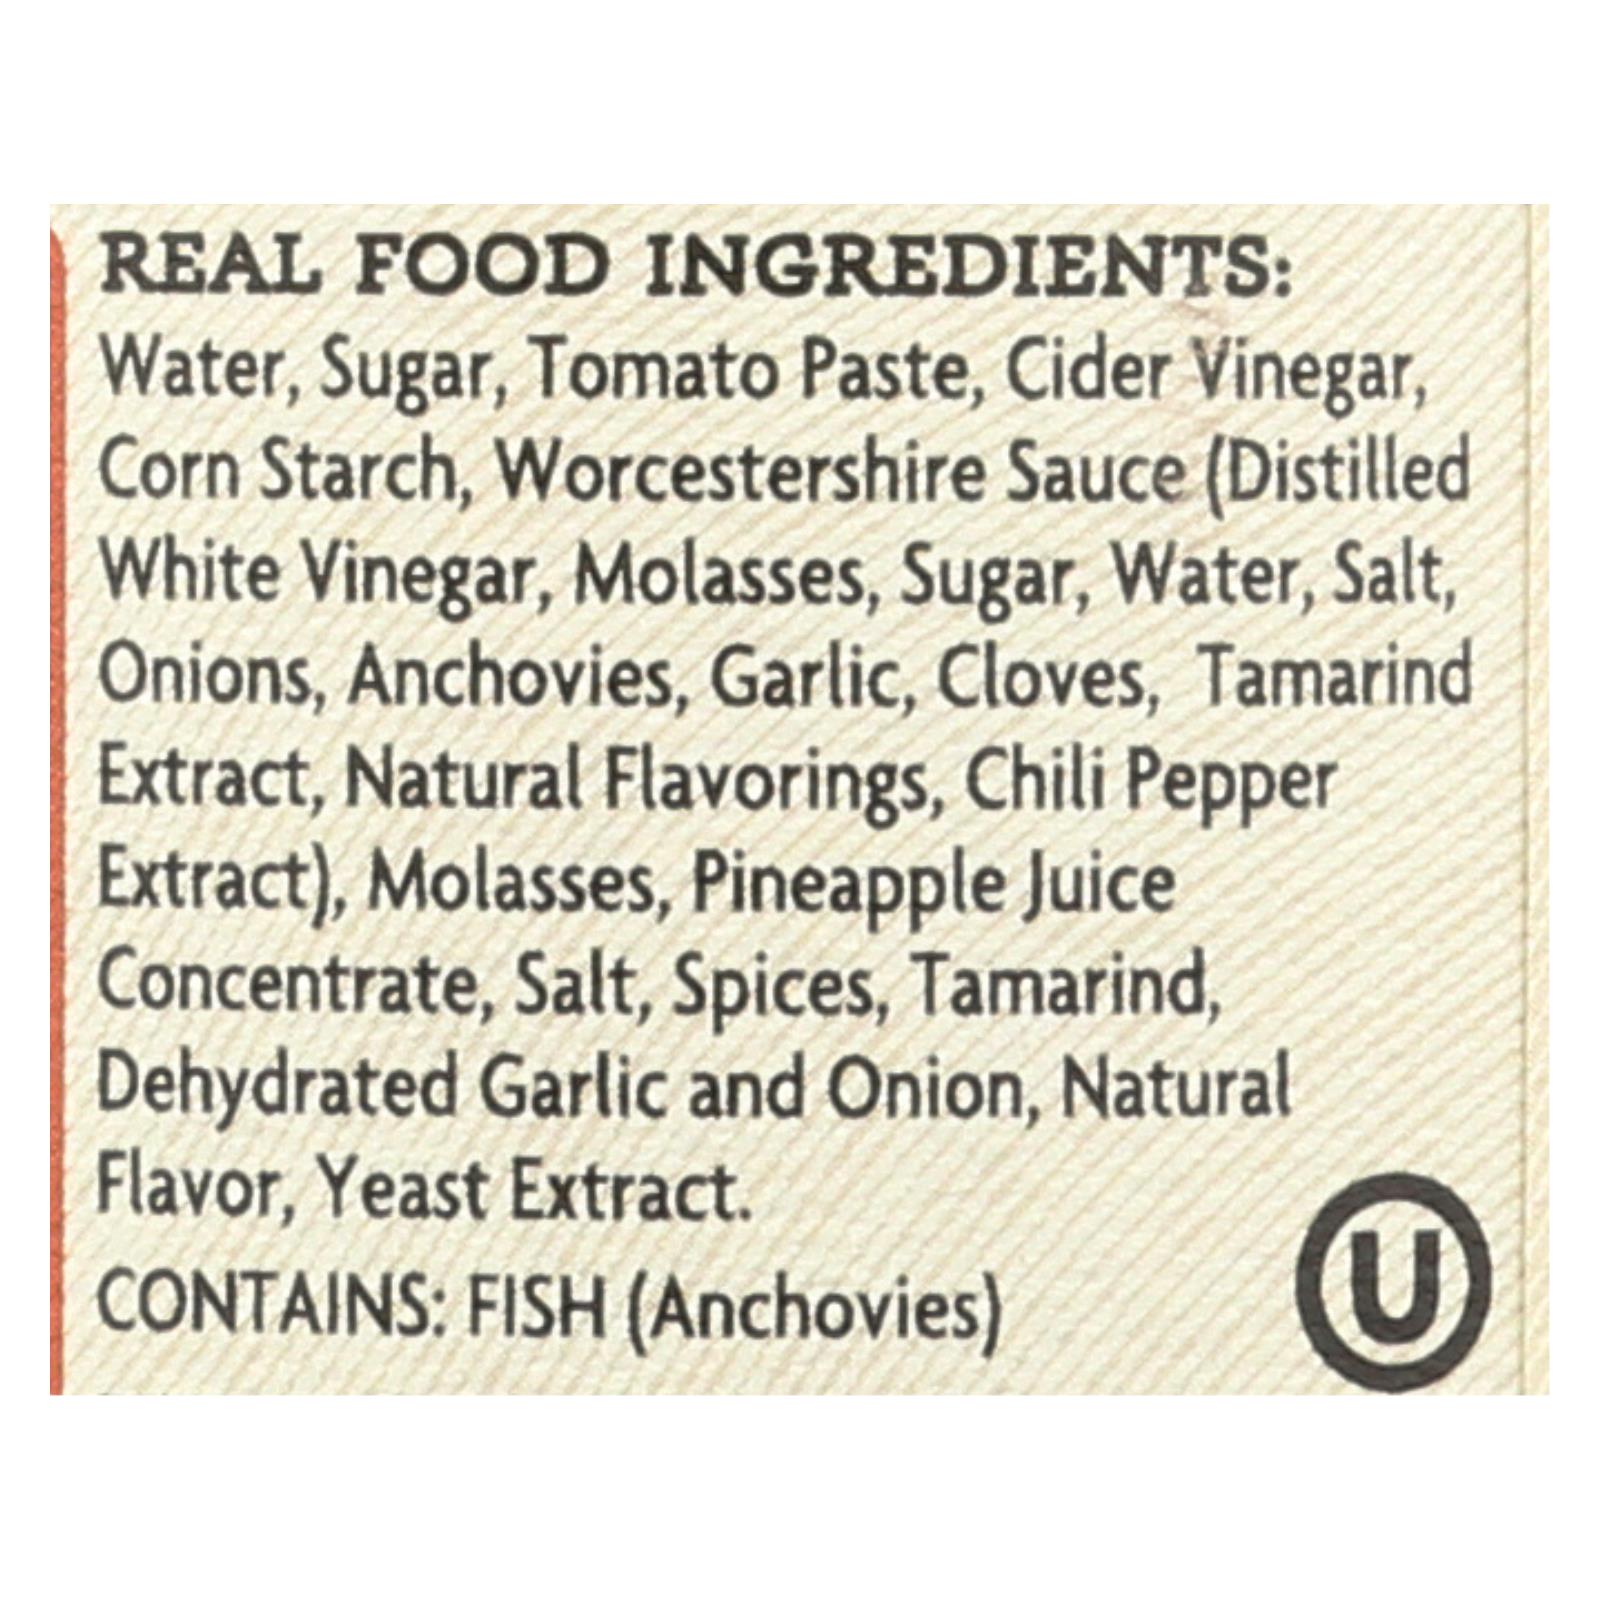 REAL FOOD INGREDIENTS:
Water, Sugar, Tomato Paste, Cider Vinegar,
Corn Starch, Worcestershire Sauce (Distilled
White Vinegar, Molasses, Sugar, Water, Salt,
Onions, Anchovies, Garlic, Cloves, Tamarind
Extract, Natural Flavorings, Chili Pepper
Extract), Molasses, Pineapple Juice
Concentrate, Salt, Spices, Tamarind,
Dehydrated Garlic and Onion, Natural
Flavor, Yeast Extract.
CONTAINS: FISH (Anchovies)
U